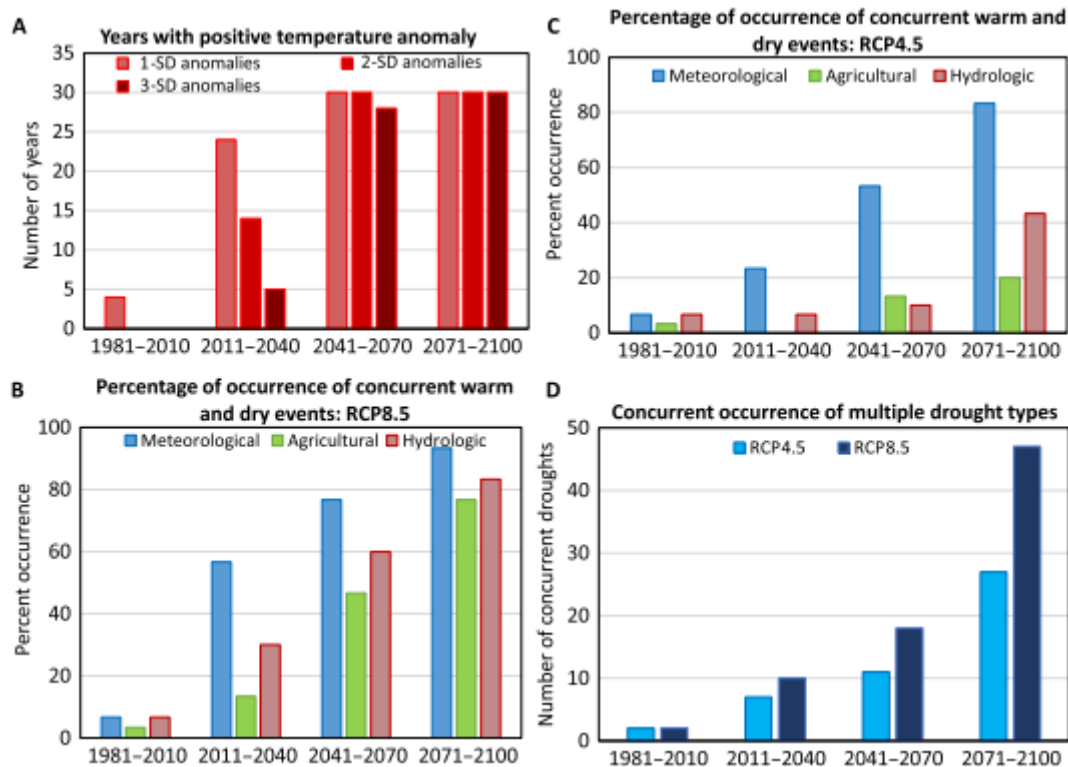 A
Years with positive temperature anomaly
1-SD anomalies 2-SD anomalies
3-SD anomalies
Number of years
35
30
25
20
15
10
5
0
1981–2010 2011–2040 2041–2070 2071–2100
B
Percentage of occurrence of concurrent warm
and dry events: RCP8.5
Meteorological Agricultural Hydrologic
Percent occurrence
100
80
60
40
20
0
1981–2010 2011–2040 2041–2070 2071–2100
C
Percentage of occurrence of concurrent warm and
dry events: RCP4.5
Meteorological Agricultural Hydrologic
Percent occurrence
100
80
60
40
20
0
1981–2010 2011–2040 2041–2070 2071–2100
D
Concurrent occurrence of multiple drought types
RCP4.5 RCP8.5
Number of concurrent droughts
50
40
30
20
10
0
1981–2010 2011–2040 2041–2070 2071–2100